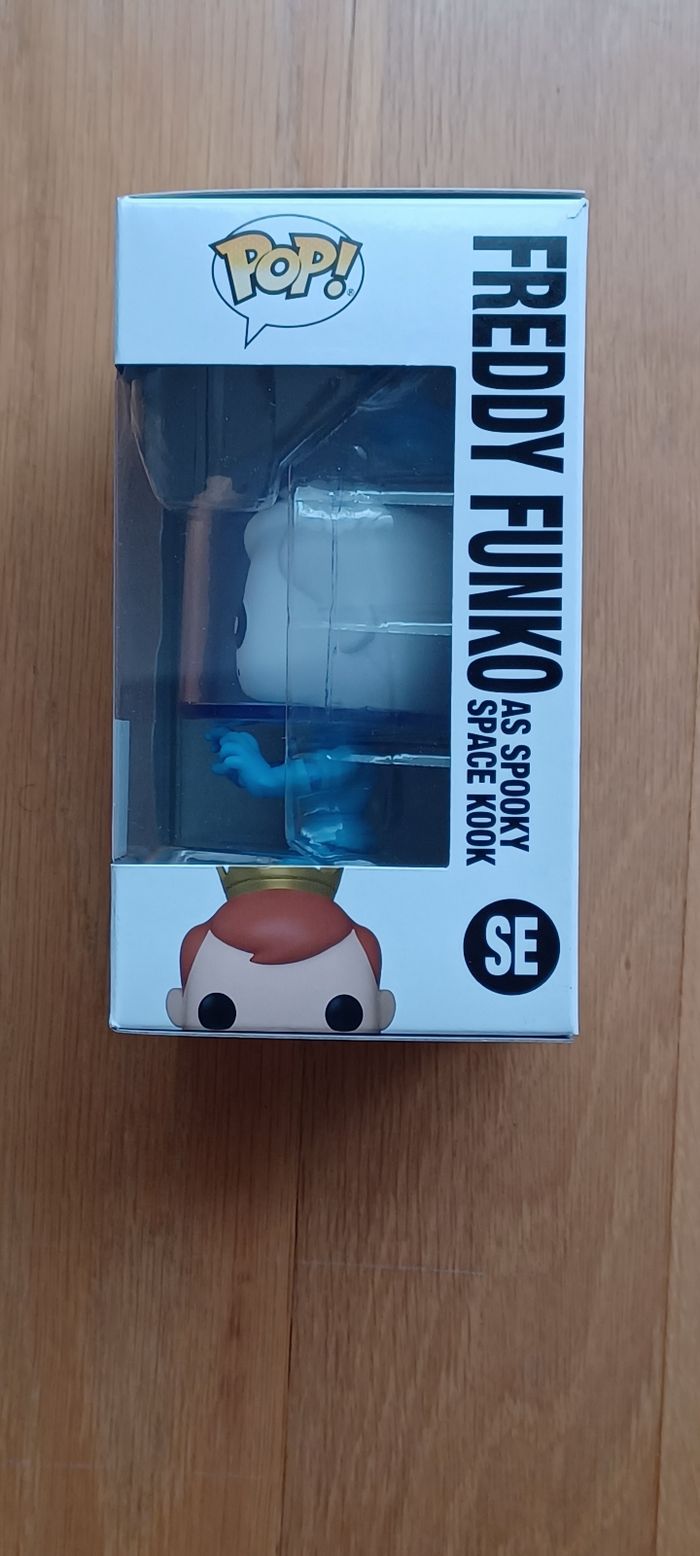 POP!
FREDDY FUNKO
AS SPOOKY
SPACE KOOK
SE